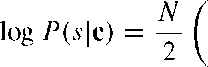 log P(s|c) = N/2 (